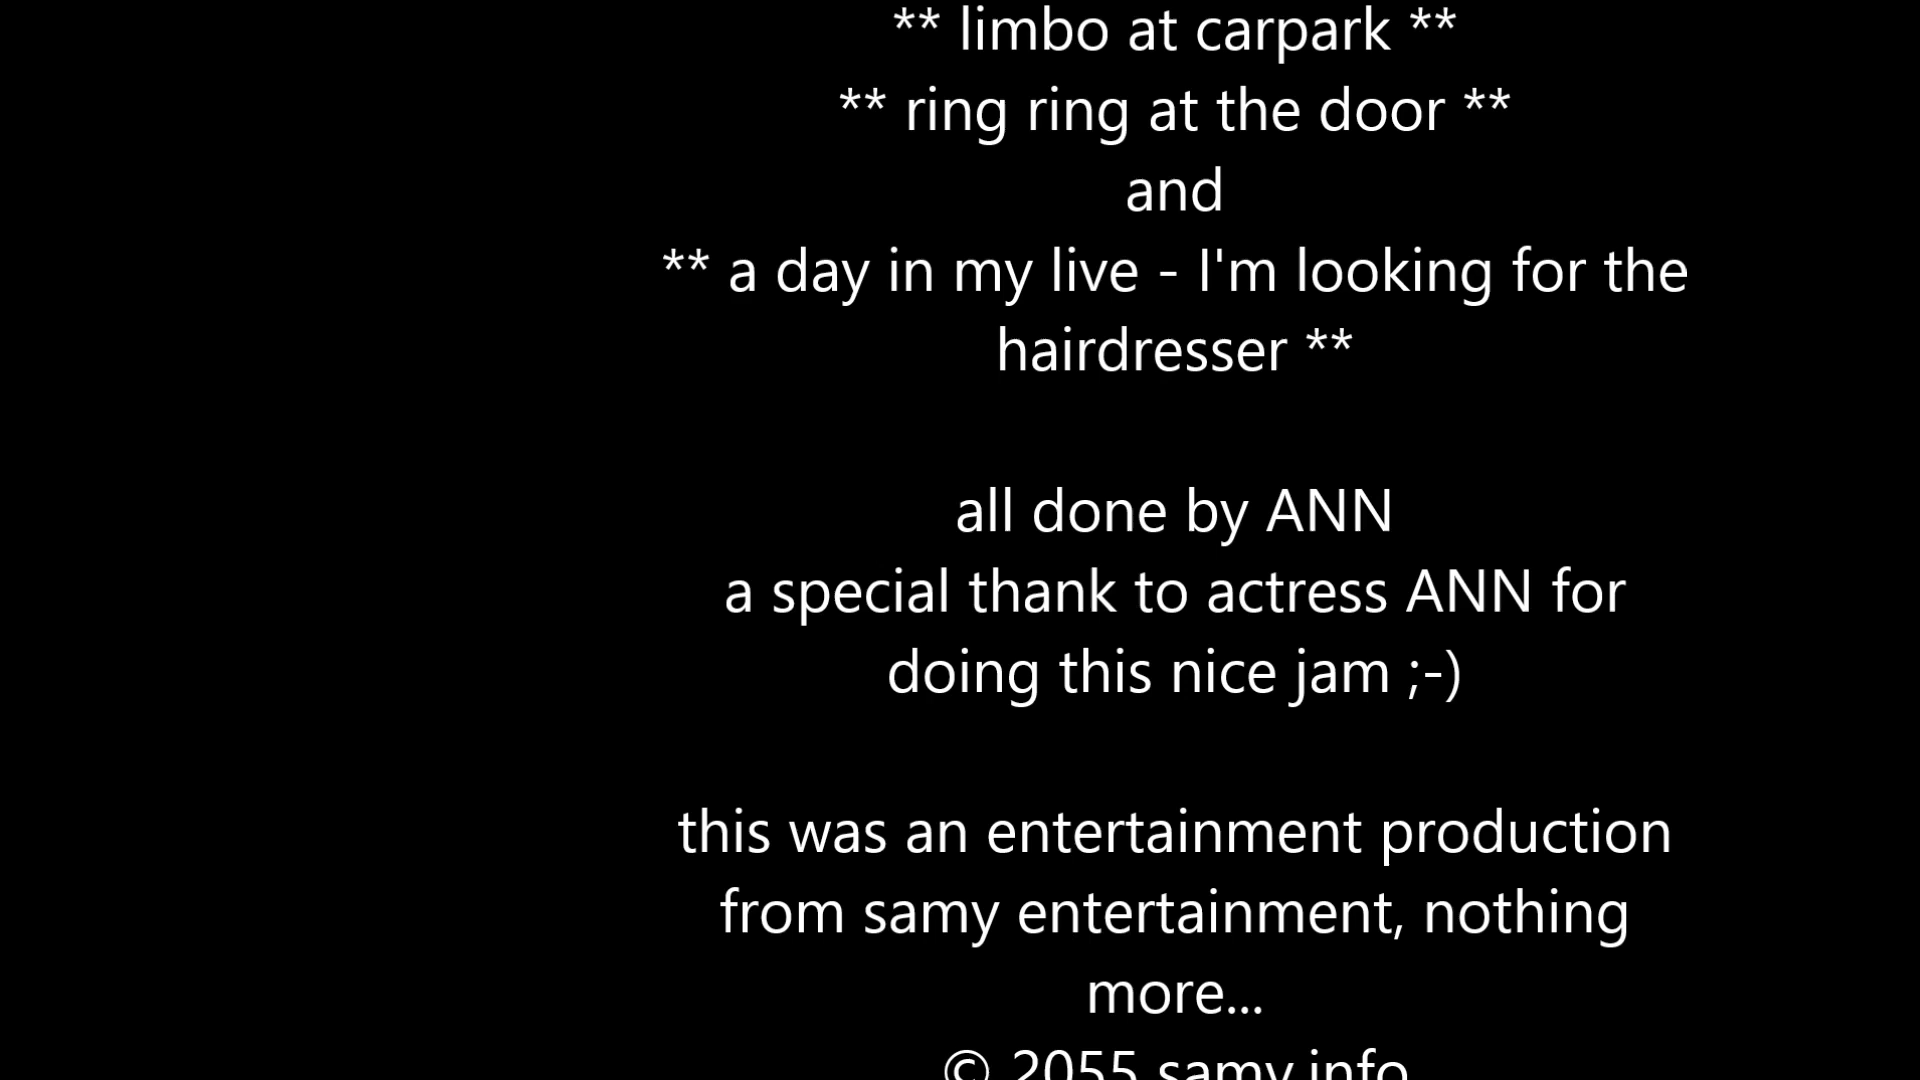 ** limbo at carpark **
** ring ring at the door **
and
** a day in my live - I'm looking for the
hairdresser **
all done by ANN
a special thank to actress ANN for
doing this nice jam ;-)
this was an entertainment production
from samy entertainment, nothing
more...
© 2055 samy.info